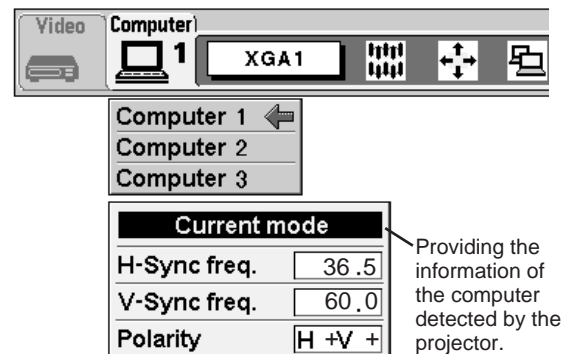 Video Computer
1 XGA1
Computer 1
Computer 2
Computer 3
Current mode
H-Sync freq. 36.5
V-Sync freq. 60.0
Polarity H +V +
Providing the
information of
the computer
detected by the
projector.